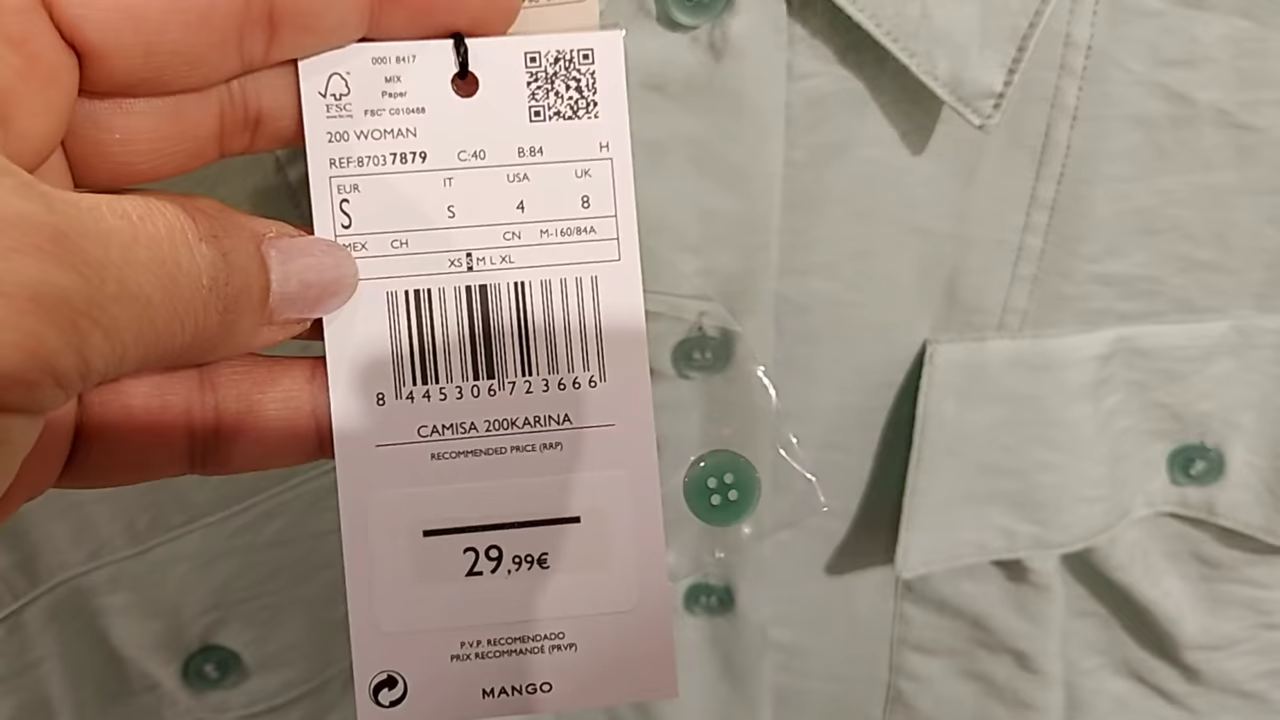 0001 8417
MIX
Paper
FSC™ C010468
FSC
200 WOMAN
REF:87037879 C:40 B:84 H
EUR IT USA UK
S S 4 8
MEX CH CN M-160/84A
XS S M L XL
8 445306 723666
CAMISA 200KARINA
RECOMMENDED PRICE (RRP)
29,99€
P.V.P. RECOMENDADO
PRIX RECOMMANDÉ (PRVP)
MANGO